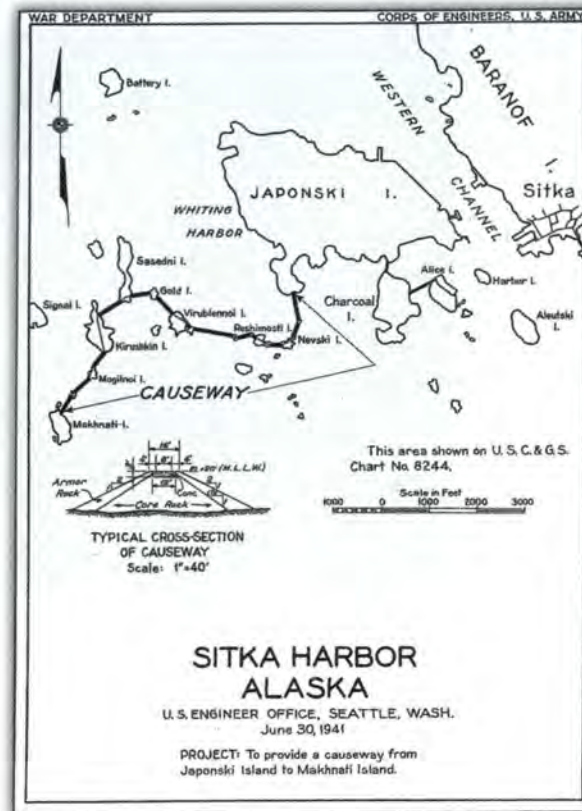 WAR DEPARTMENT
CORPS OF ENGINEERS, U.S. ARMY
Battery I.
WESTERN
CHANNEL
BARANOF
I.
Sitka
JAPONSKI I.
WHITING
HARBOR
Sasedni I.
Gold I.
Signal I.
Virublennoi I.
Kirushkin I.
Reshimosti I.
Nevski I.
Charcoal
I.
Alice I.
Harbor I.
Aleutski
I.
Mogilnoi I.
CAUSEWAY
Makhnati I.
16'
Armor
Rock
Conc.
Core Rock
TYPICAL CROSS-SECTION
OF CAUSEWAY
Scale: 1"=40'
This area shown on U.S.C.&G.S.
Chart No. 8244.
Scale in Feet
1000 0 1000 2000 3000
SITKA HARBOR
ALASKA
U.S. ENGINEER OFFICE, SEATTLE, WASH.
June 30, 1941
PROJECT: To provide a causeway from
Japonski Island to Makhnati Island.